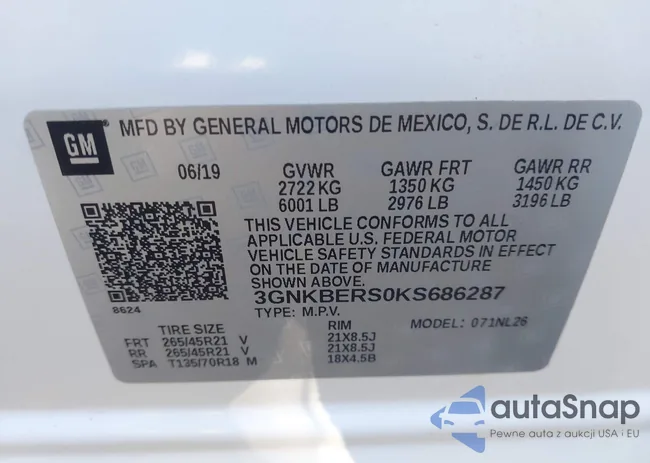 GM
MFD BY GENERAL MOTORS DE MEXICO, S. DE R.L. DE C.V.
06/19 GVWR GAWR FRT GAWR RR
2722 KG 1350 KG 1450 KG
6001 LB 2976 LB 3196 LB
THIS VEHICLE CONFORMS TO ALL
APPLICABLE U.S. FEDERAL MOTOR
VEHICLE SAFETY STANDARDS IN EFFECT
ON THE DATE OF MANUFACTURE
SHOWN ABOVE.
3GNKBERS0KS686287
8624
TYPE: M.P.V. MODEL: 071NL26
TIRE SIZE RIM
FRT 265/45R21 V 21X8.5J
RR 265/45R21 V 21X8.5J
SPA T135/70R18 M 18X4.5B
autaSnap
Pewne auta z aukcji USA i EU